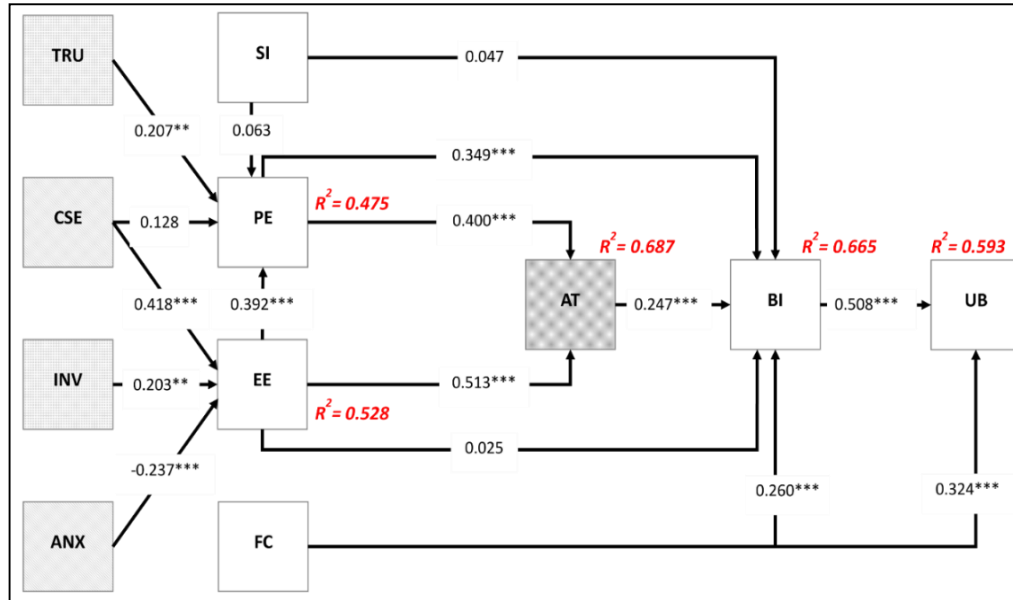 TRU
SI
0.047
0.207**
0.063
0.349***
CSE
0.128
PE
R² = 0.475
0.400***
R² = 0.687
R² = 0.665
R² = 0.593
0.418***
0.392***
AT
0.247***
BI
0.508***
UB
INV
0.203**
EE
0.513***
R² = 0.528
0.025
-0.237***
0.260***
0.324***
ANX
FC